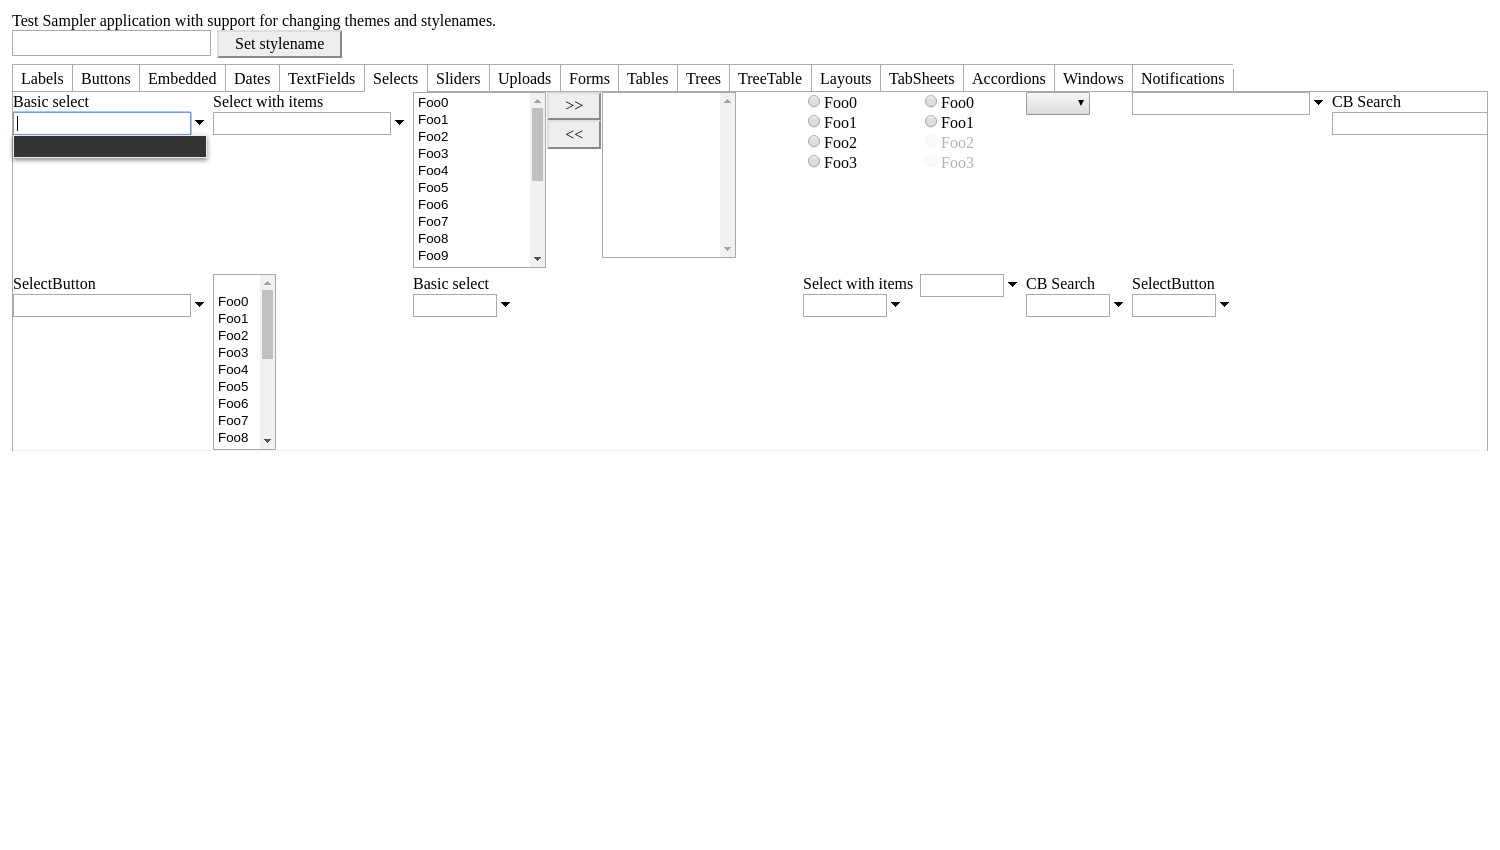 Test Sampler application with support for changing themes and stylenames.
Set stylename
Labels Buttons Embedded Dates TextFields Selects Sliders Uploads Forms Tables Trees TreeTable Layouts TabSheets Accordions Windows Notifications
Basic select
Select with items
Foo0
Foo1
Foo2
Foo3
Foo4
Foo5
Foo6
Foo7
Foo8
Foo9
>>
<<
Foo0
Foo1
Foo2
Foo3
Foo0
Foo1
Foo2
Foo3
CB Search
SelectButton
Foo0
Foo1
Foo2
Foo3
Foo4
Foo5
Foo6
Foo7
Foo8
Basic select
Select with items
CB Search
SelectButton